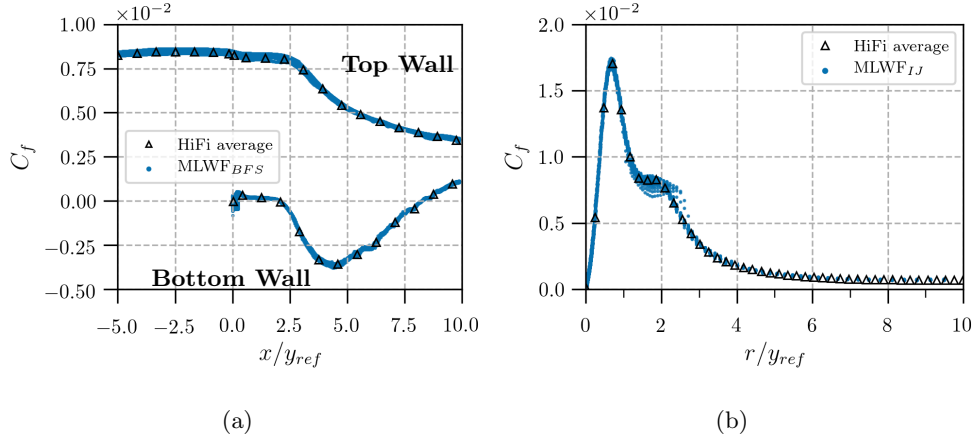 ×10⁻²
1.00
0.75
0.50
0.25
0.00
−0.25
−0.50
C_f
Top Wall
HiFi average
MLWF_BFS
Bottom Wall
−5.0 −2.5 0.0 2.5 5.0 7.5 10.0
x/y_ref
(a)
×10⁻²
2.0
1.5
1.0
0.5
0.0
C_f
HiFi average
MLWF_IJ
0 2 4 6 8 10
r/y_ref
(b)